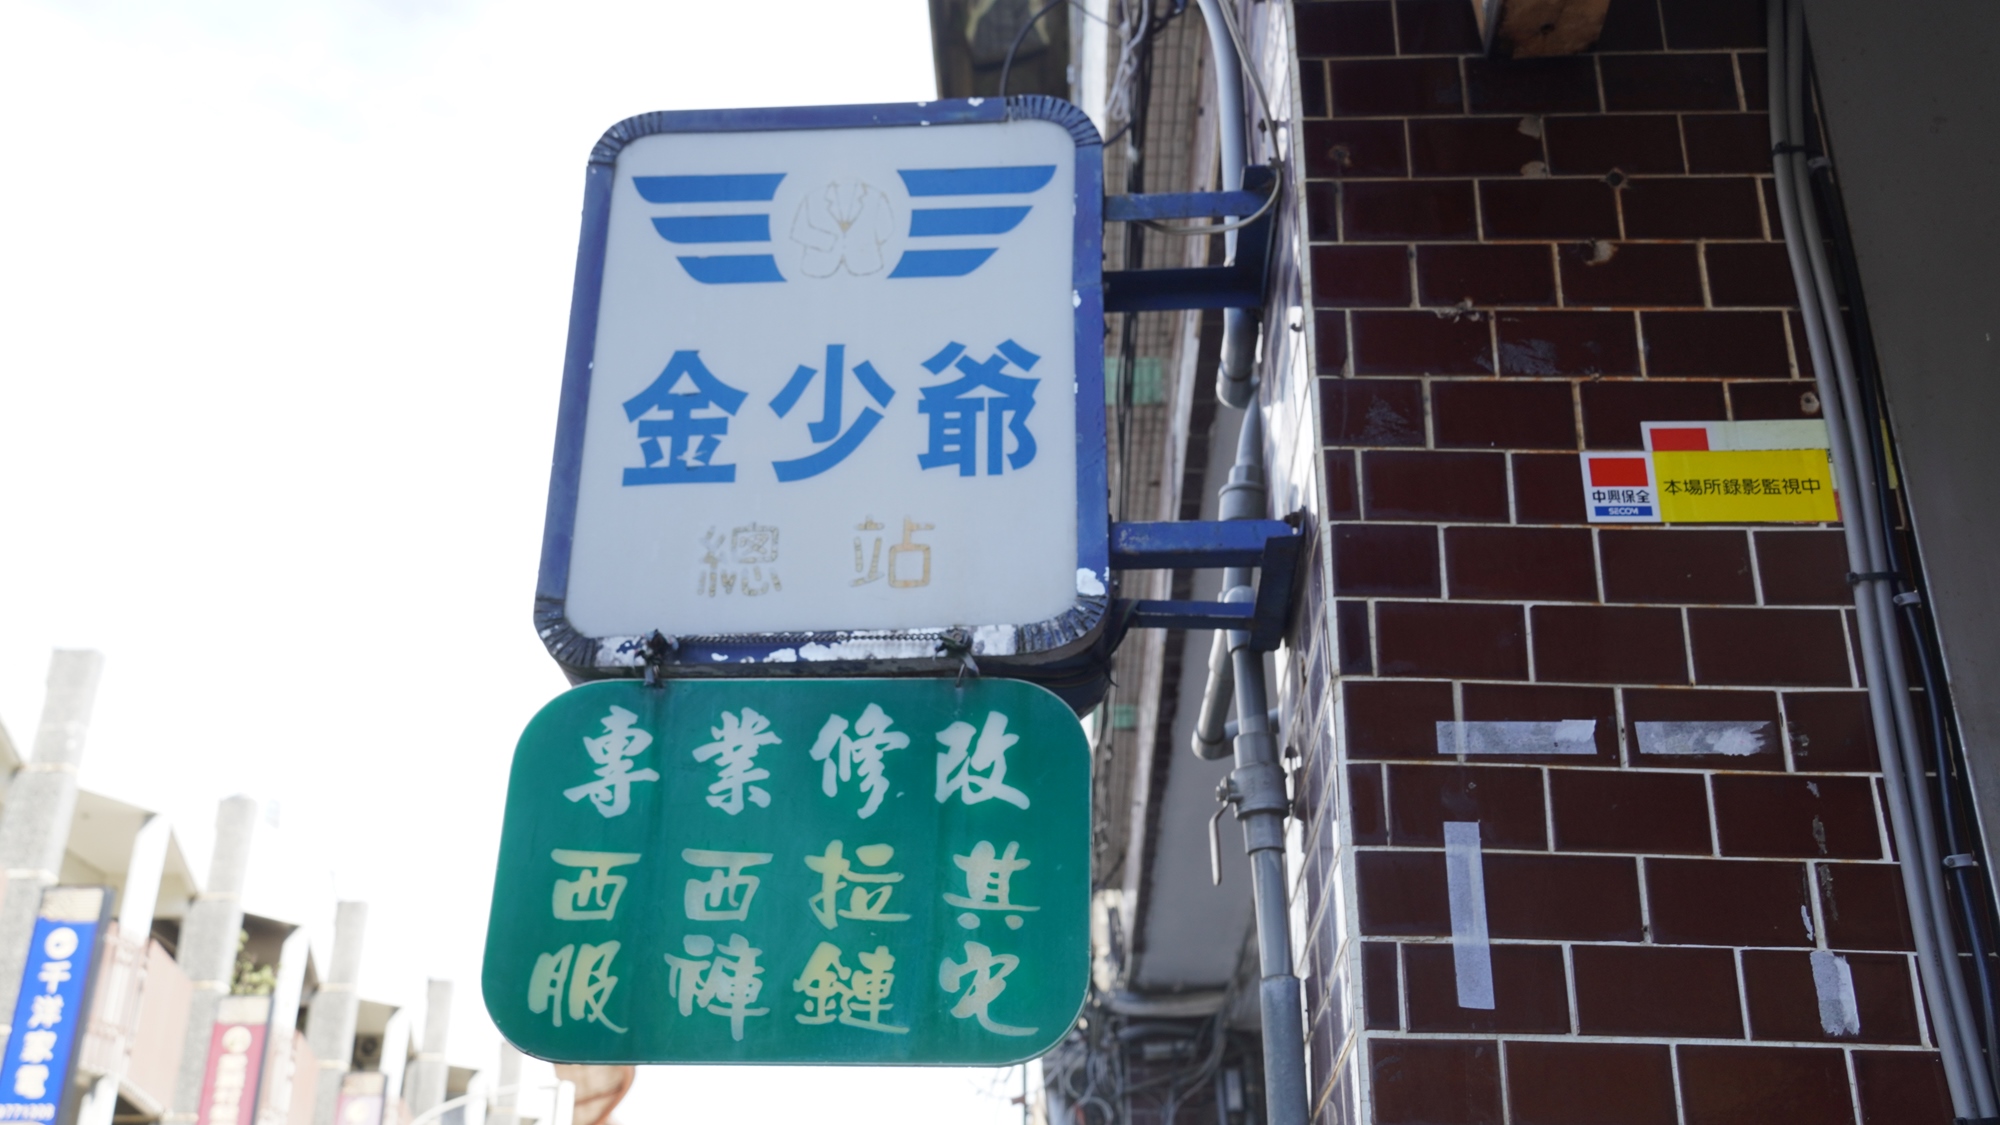 金少爺
總站
專業修改
西服
西褲
拉鏈
其它
中興保全
SECOM
本場所錄影監視中
千洋家電